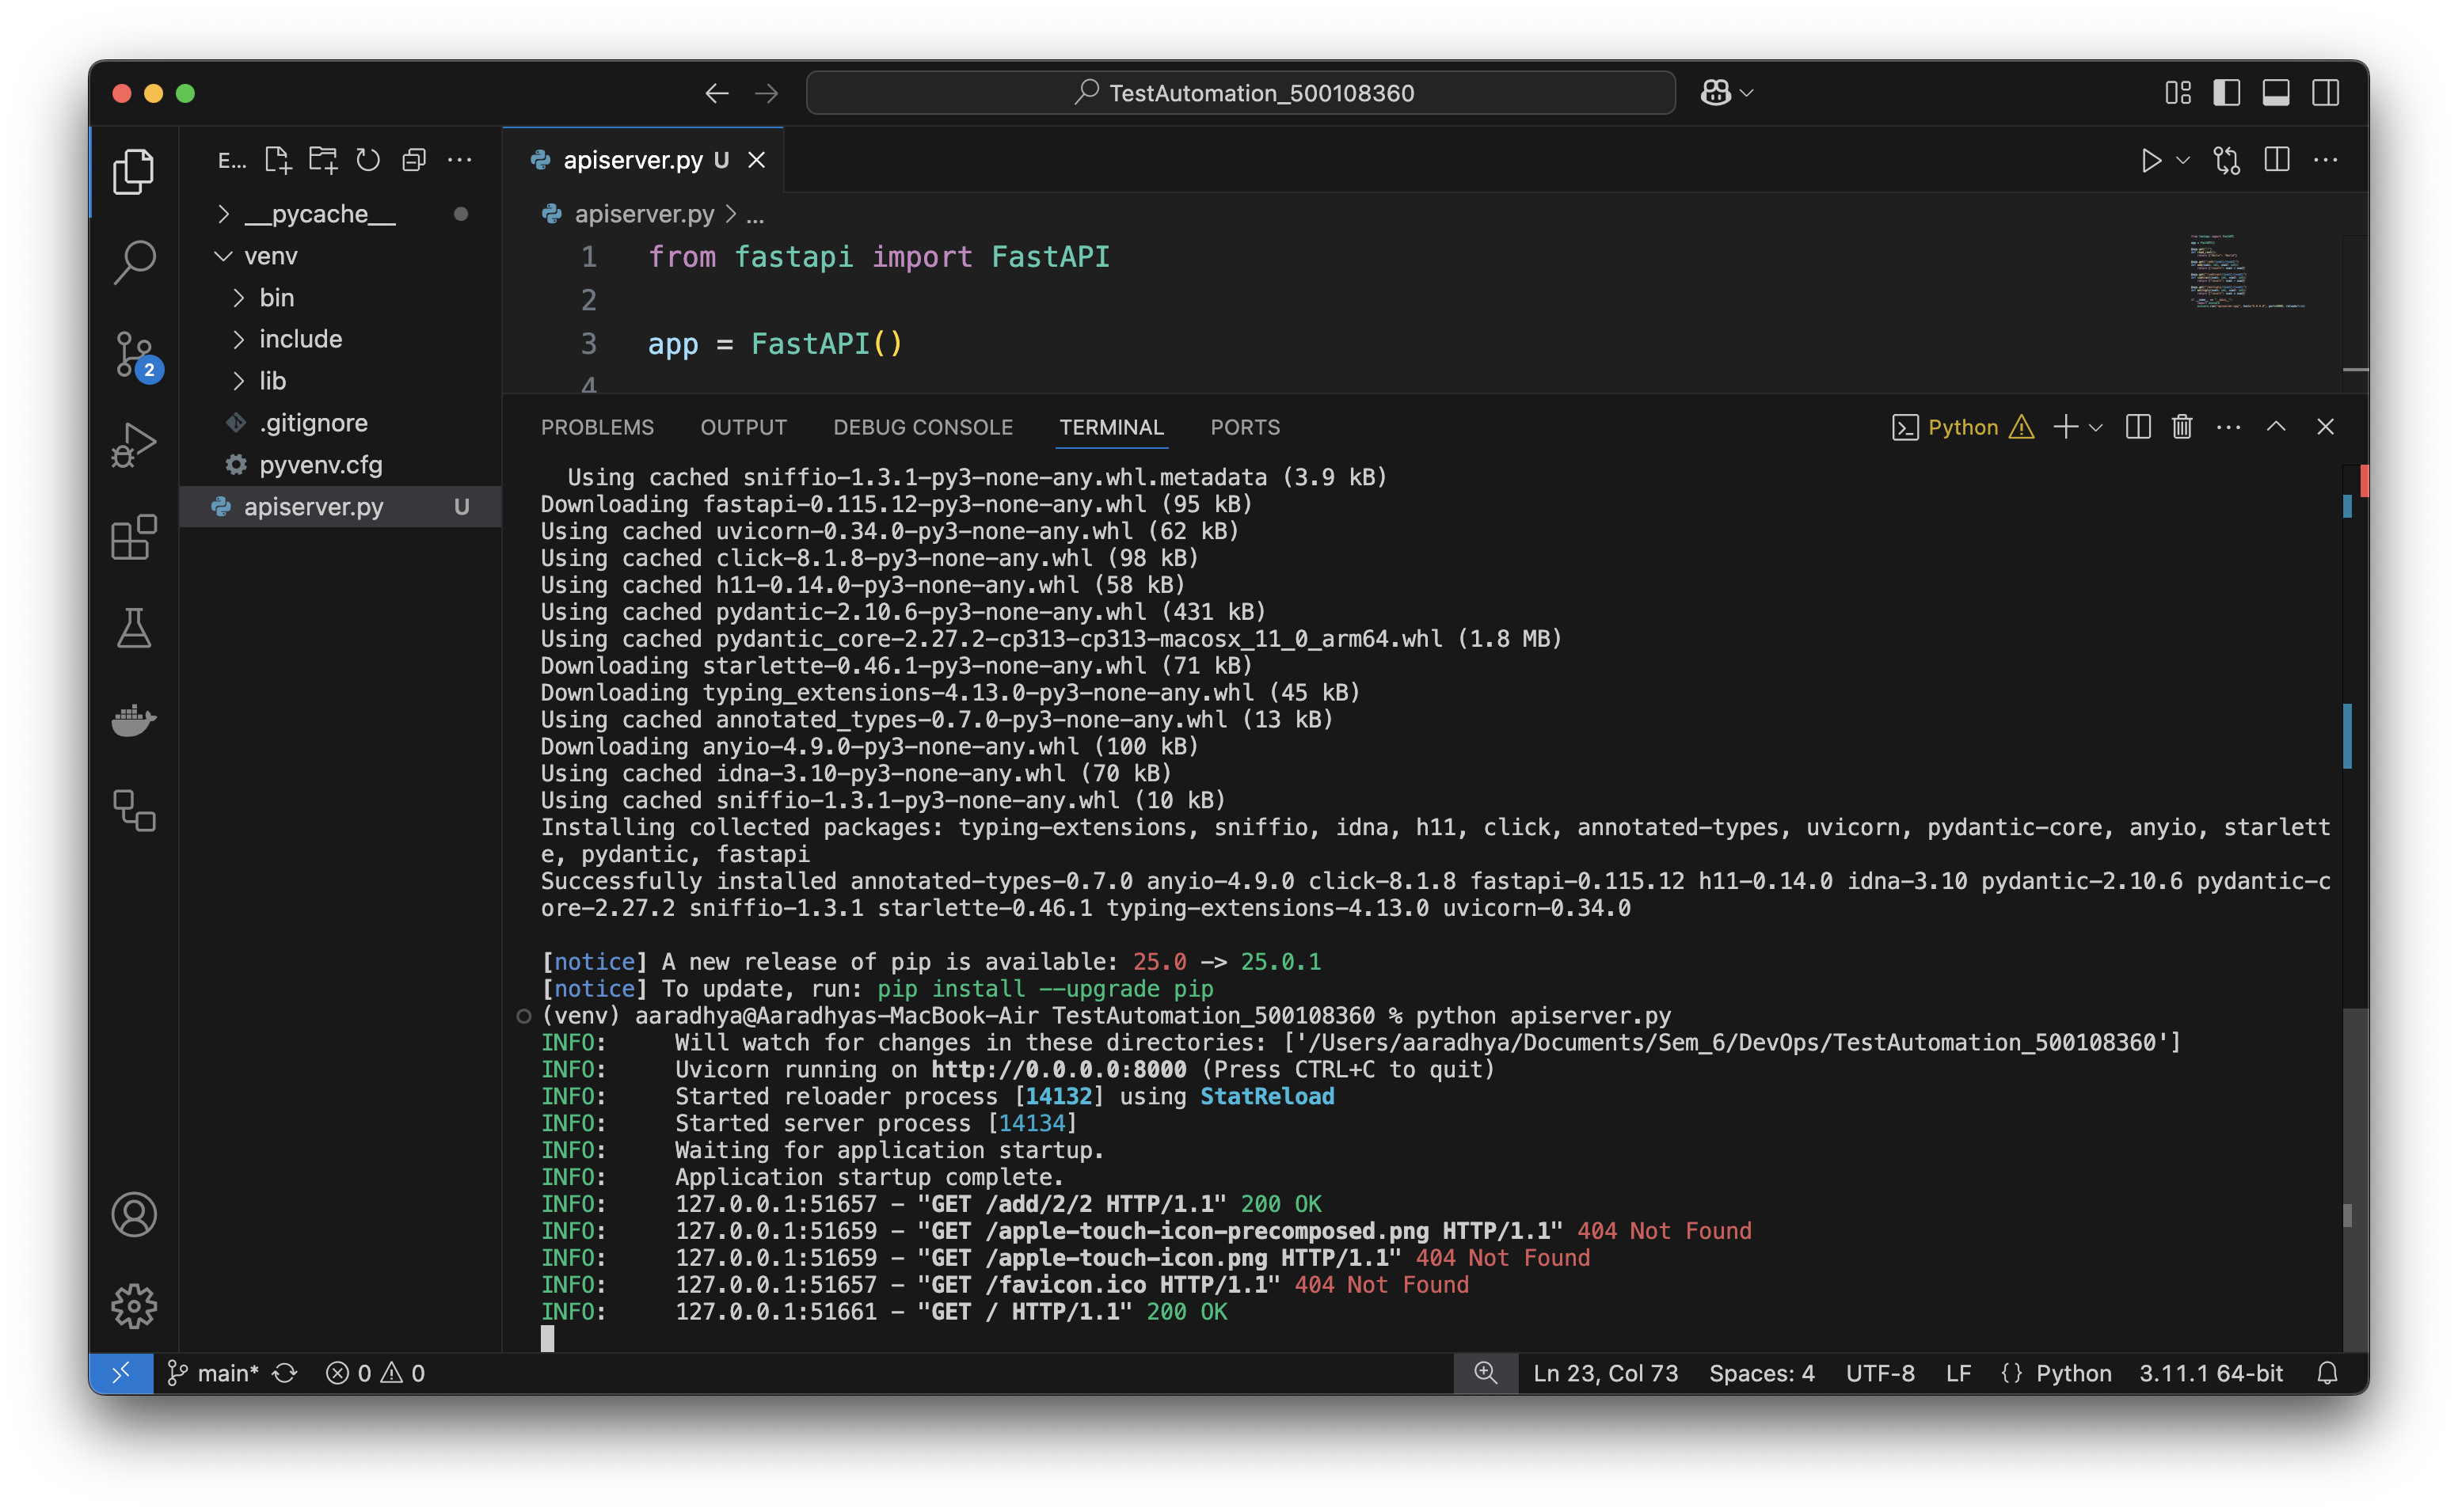 TestAutomation_500108360
E...
__pycache__
venv
bin
include
lib
.gitignore
pyvenv.cfg
apiserver.py U
apiserver.py U
apiserver.py > ...
1 from fastapi import FastAPI
2
3 app = FastAPI()
4
PROBLEMS OUTPUT DEBUG CONSOLE TERMINAL PORTS
Python
  Using cached sniffio-1.3.1-py3-none-any.whl.metadata (3.9 kB)
Downloading fastapi-0.115.12-py3-none-any.whl (95 kB)
Using cached uvicorn-0.34.0-py3-none-any.whl (62 kB)
Using cached click-8.1.8-py3-none-any.whl (98 kB)
Using cached h11-0.14.0-py3-none-any.whl (58 kB)
Using cached pydantic-2.10.6-py3-none-any.whl (431 kB)
Using cached pydantic_core-2.27.2-cp313-cp313-macosx_11_0_arm64.whl (1.8 MB)
Downloading starlette-0.46.1-py3-none-any.whl (71 kB)
Downloading typing_extensions-4.13.0-py3-none-any.whl (45 kB)
Using cached annotated_types-0.7.0-py3-none-any.whl (13 kB)
Downloading anyio-4.9.0-py3-none-any.whl (100 kB)
Using cached idna-3.10-py3-none-any.whl (70 kB)
Using cached sniffio-1.3.1-py3-none-any.whl (10 kB)
Installing collected packages: typing-extensions, sniffio, idna, h11, click, annotated-types, uvicorn, pydantic-core, anyio, starlett
e, pydantic, fastapi
Successfully installed annotated-types-0.7.0 anyio-4.9.0 click-8.1.8 fastapi-0.115.12 h11-0.14.0 idna-3.10 pydantic-2.10.6 pydantic-c
ore-2.27.2 sniffio-1.3.1 starlette-0.46.1 typing-extensions-4.13.0 uvicorn-0.34.0
[notice] A new release of pip is available: 25.0 -> 25.0.1
[notice] To update, run: pip install --upgrade pip
(venv) aaradhya@Aaradhyas-MacBook-Air TestAutomation_500108360 % python apiserver.py
INFO:     Will watch for changes in these directories: ['/Users/aaradhya/Documents/Sem_6/DevOps/TestAutomation_500108360']
INFO:     Uvicorn running on http://0.0.0.0:8000 (Press CTRL+C to quit)
INFO:     Started reloader process [14132] using StatReload
INFO:     Started server process [14134]
INFO:     Waiting for application startup.
INFO:     Application startup complete.
INFO:     127.0.0.1:51657 - "GET /add/2/2 HTTP/1.1" 200 OK
INFO:     127.0.0.1:51659 - "GET /apple-touch-icon-precomposed.png HTTP/1.1" 404 Not Found
INFO:     127.0.0.1:51659 - "GET /apple-touch-icon.png HTTP/1.1" 404 Not Found
INFO:     127.0.0.1:51657 - "GET /favicon.ico HTTP/1.1" 404 Not Found
INFO:     127.0.0.1:51661 - "GET / HTTP/1.1" 200 OK
2
main* 0 0 Ln 23, Col 73 Spaces: 4 UTF-8 LF {} Python 3.11.1 64-bit